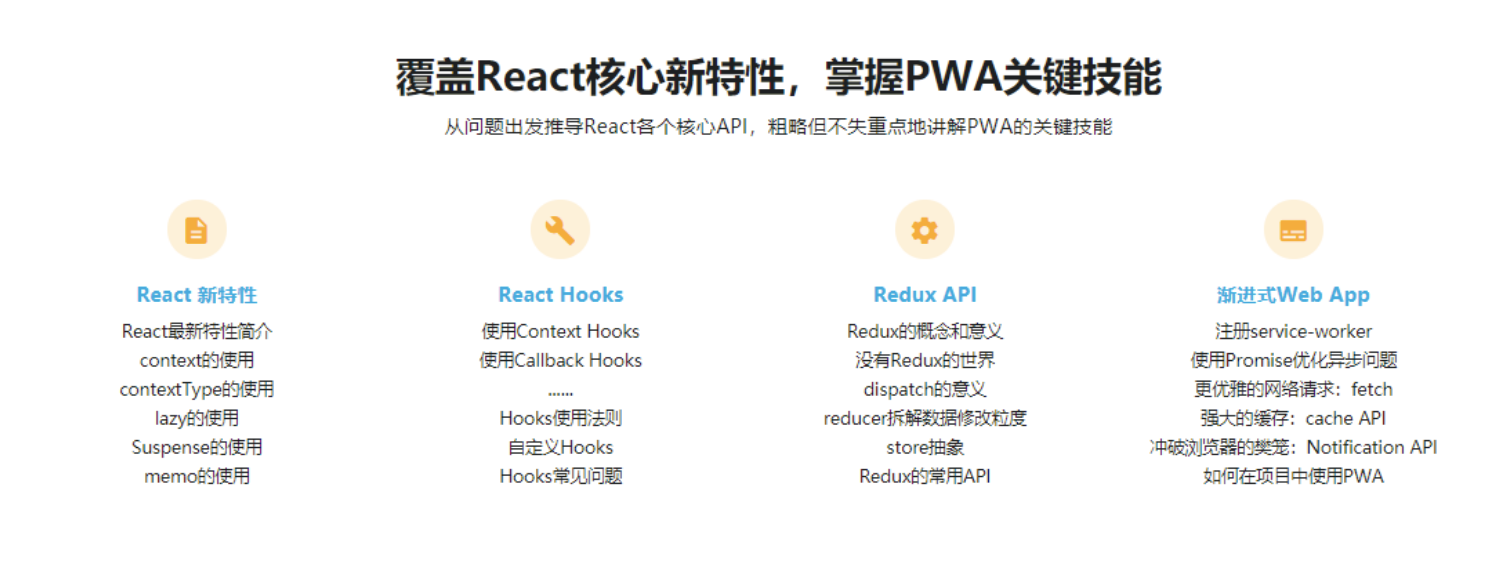 覆盖React核心新特性，掌握PWA关键技能
从问题出发推导React各个核心API，粗略但不失重点地讲解PWA的关键技能
React 新特性
React最新特性简介
context的使用
contextType的使用
lazy的使用
Suspense的使用
memo的使用
React Hooks
使用Context Hooks
使用Callback Hooks
......
Hooks使用法则
自定义Hooks
Hooks常见问题
Redux API
Redux的概念和意义
没有Redux的世界
dispatch的意义
reducer拆解数据修改粒度
store抽象
Redux的常用API
渐进式Web App
注册service-worker
使用Promise优化异步问题
更优雅的网络请求：fetch
强大的缓存：cache API
冲破浏览器的樊笼：Notification API
如何在项目中使用PWA